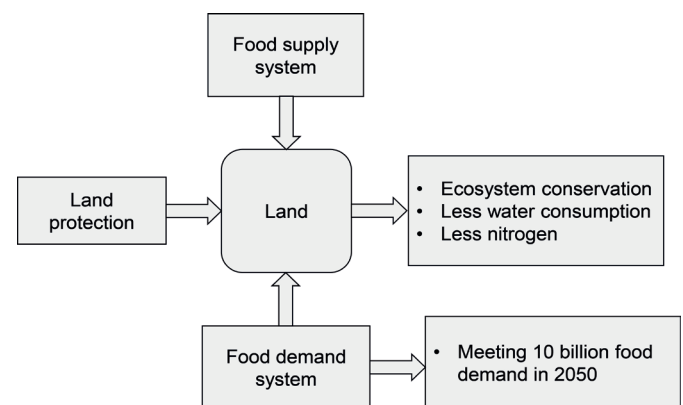 Food supply
system
Land
protection
Land
• Ecosystem conservation
• Less water consumption
• Less nitrogen
Food demand
system
• Meeting 10 billion food
demand in 2050